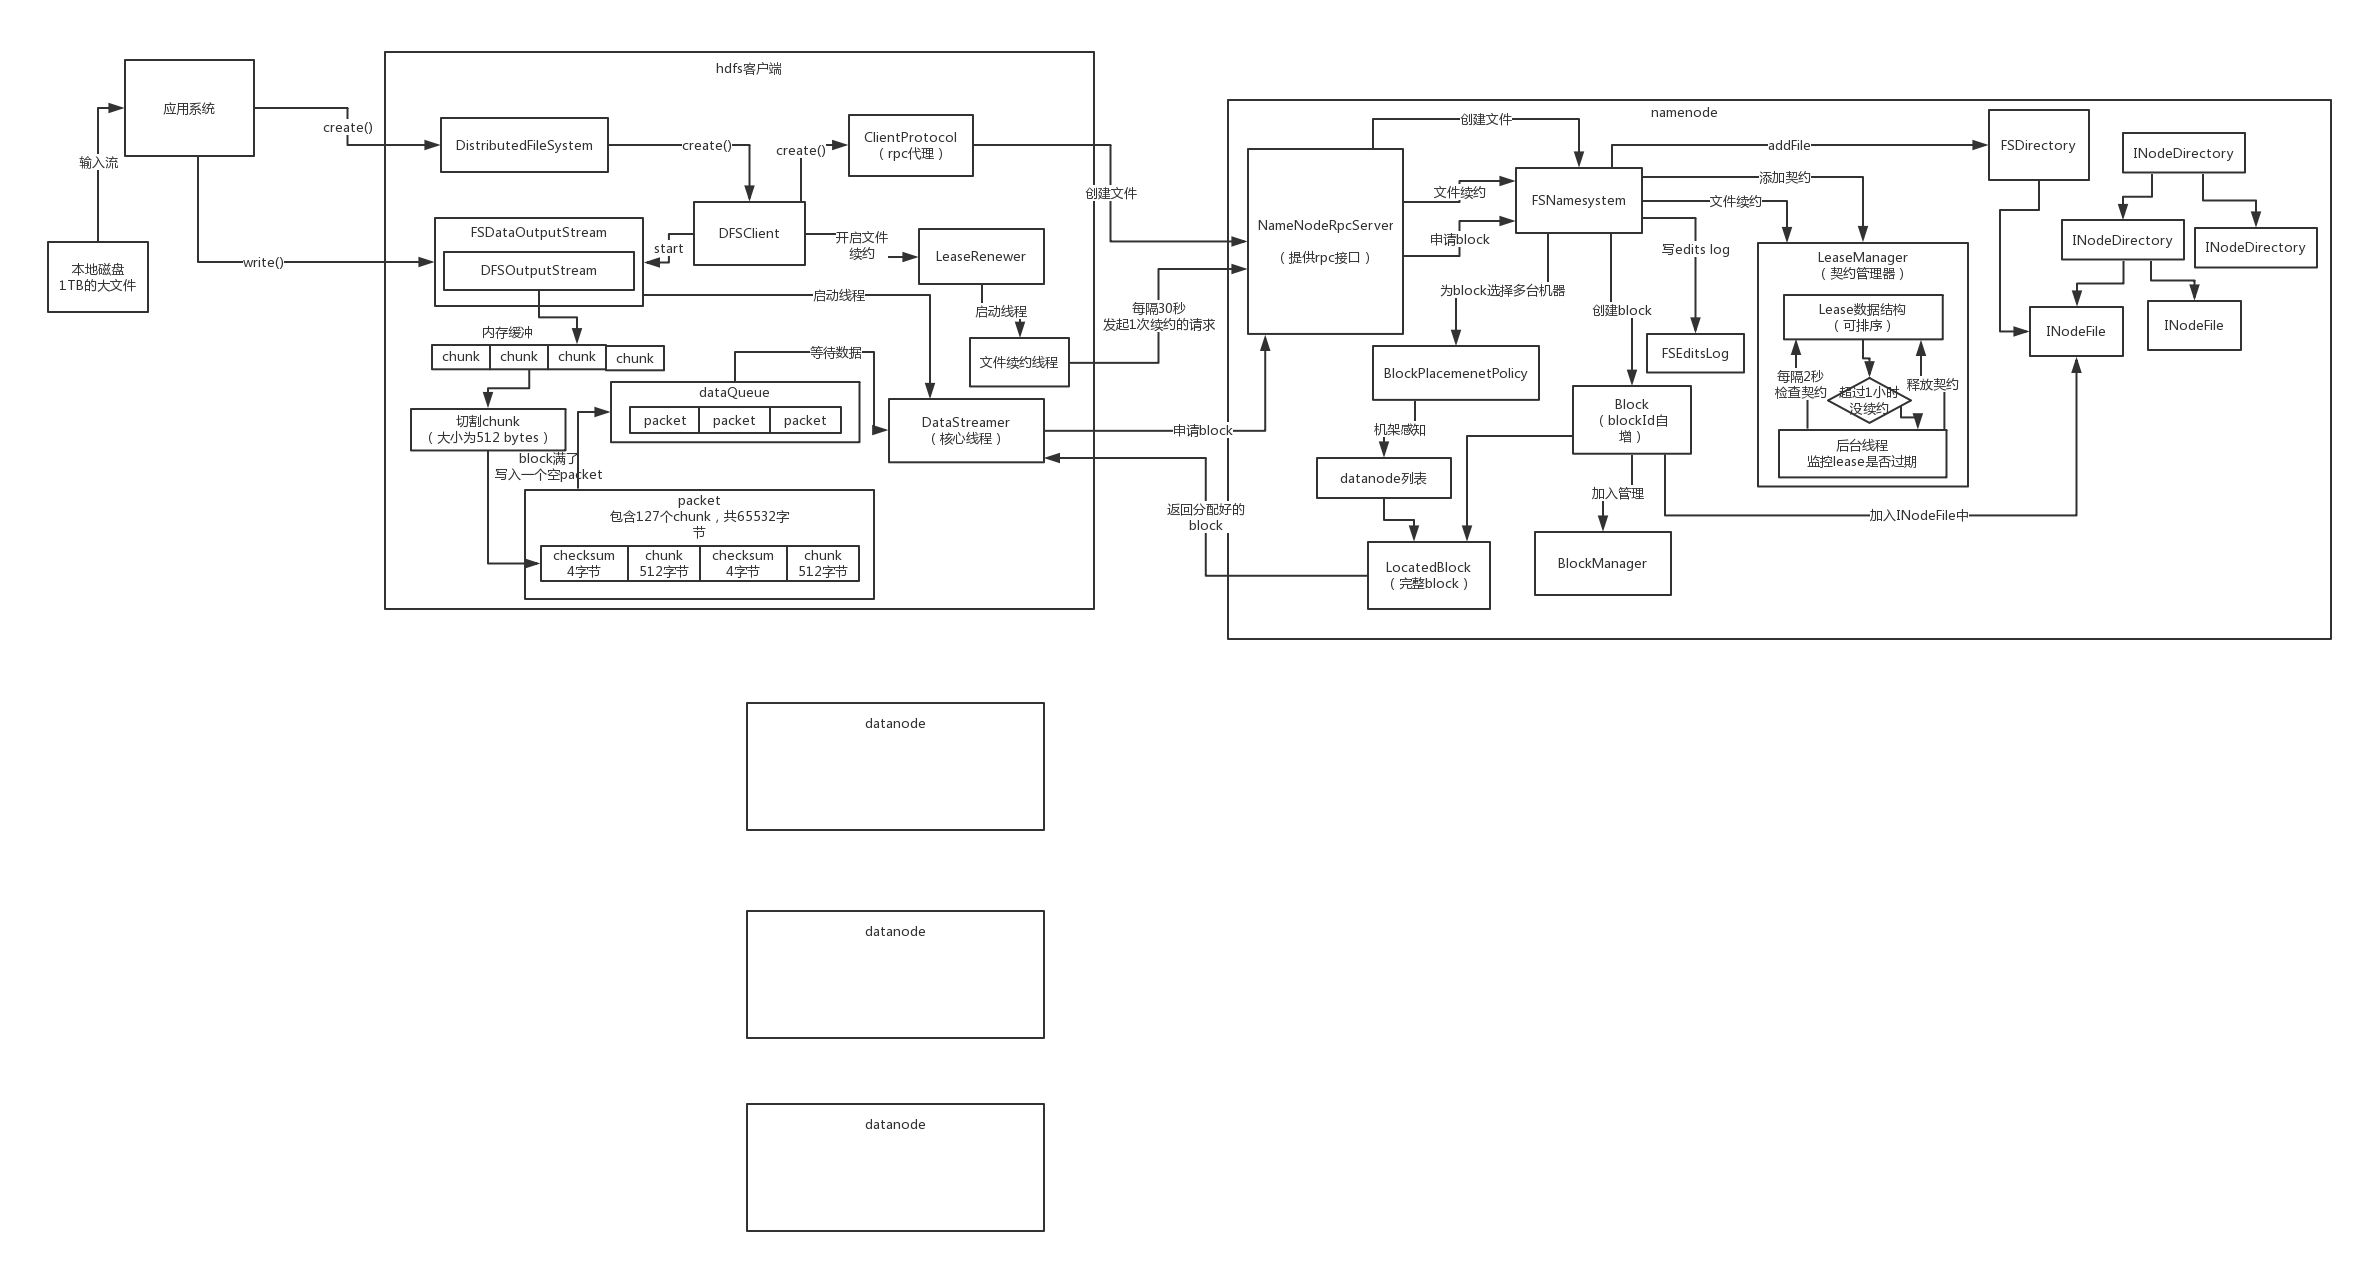 应用系统
create()
输入流
write()
本地磁盘
1TB的大文件
hdfs客户端
DistributedFileSystem
create()
create()
ClientProtocol
（rpc代理）
FSDataOutputStream
DFSOutputStream
start
DFSClient
开启文件
续约
LeaseRenewer
启动线程
启动线程
文件续约线程
内存缓冲
chunk
chunk
chunk
chunk
等待数据
dataQueue
packet
packet
packet
切割chunk
（大小为512 bytes）
DataStreamer
（核心线程）
block满了
写入一个空packet
packet
包含127个chunk，共65532字
节
checksum
4字节
chunk
512字节
checksum
4字节
chunk
512字节
创建文件
每隔30秒
发起1次续约的请求
申请block
返回分配好的
block
namenode
创建文件
NameNodeRpcServer
（提供rpc接口）
文件续约
申请block
FSNamesystem
addFile
添加契约
文件续约
写edits log
为block选择多台机器
创建block
FSEditsLog
BlockPlacemenetPolicy
机架感知
datanode列表
LocatedBlock
（完整block）
Block
（blockId自
增）
加入管理
BlockManager
加入INodeFile中
LeaseManager
（契约管理器）
Lease数据结构
（可排序）
每隔2秒
检查契约
超过1小时
没续约
释放契约
后台线程
监控lease是否过期
FSDirectory
INodeDirectory
INodeDirectory
INodeDirectory
INodeFile
INodeFile
datanode
datanode
datanode